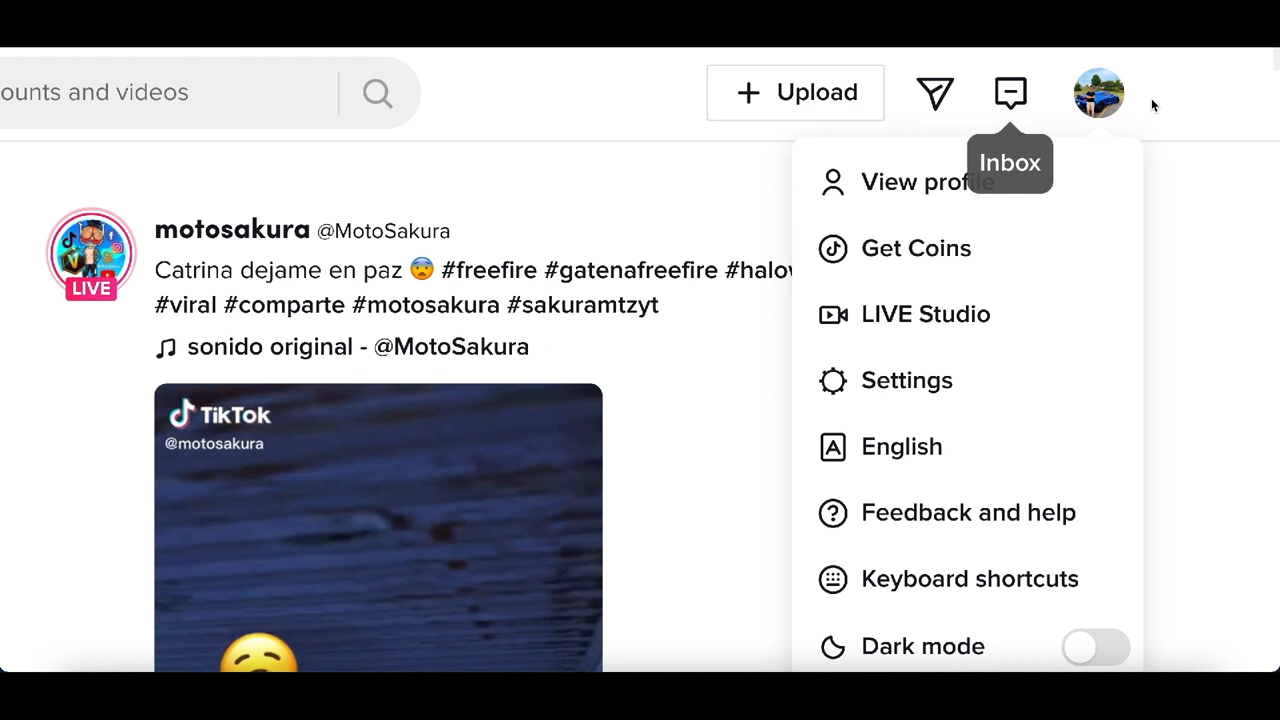 ounts and videos
Upload
Inbox
View profile
Get Coins
LIVE Studio
Settings
English
Feedback and help
Keyboard shortcuts
Dark mode
motosakura @MotoSakura
LIVE
Catrina dejame en paz 😨 #freefire #gatenafreefire #halov
#viral #comparte #motosakura #sakuramtzyt
sonido original - @MotoSakura
TikTok
@motosakura